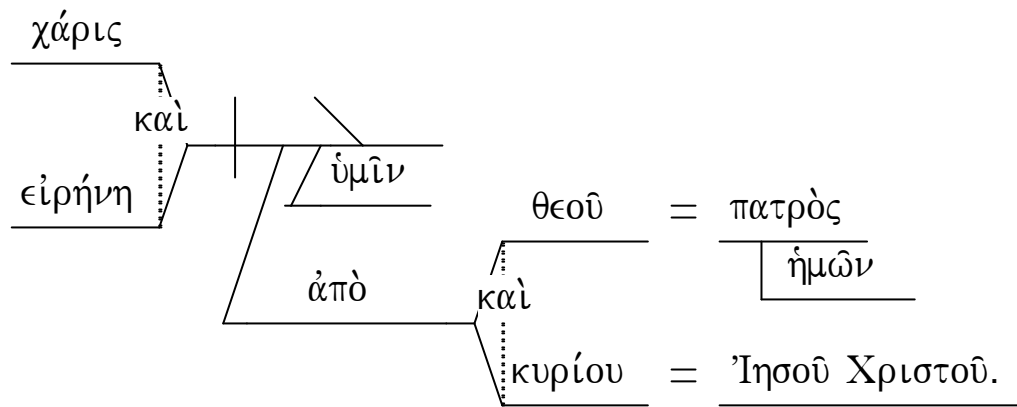 χάρις
καὶ
εἰρήνη
ὑμῖν
ἀπὸ
θεοῦ = πατρὸς
ἡμῶν
καὶ
κυρίου = Ἰησοῦ Χριστοῦ.